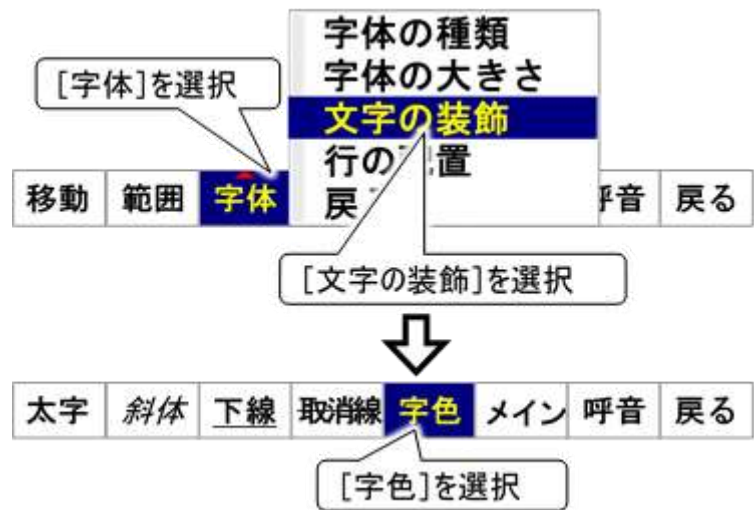 字体の種類
[字体]を選択
字体の大きさ
文字の装飾
行の 置
移動 範囲 字体 戻 音 戻る
[文字の装飾]を選択
太字 斜体 下線 取消線 字色 メイン 呼音 戻る
[字色]を選択